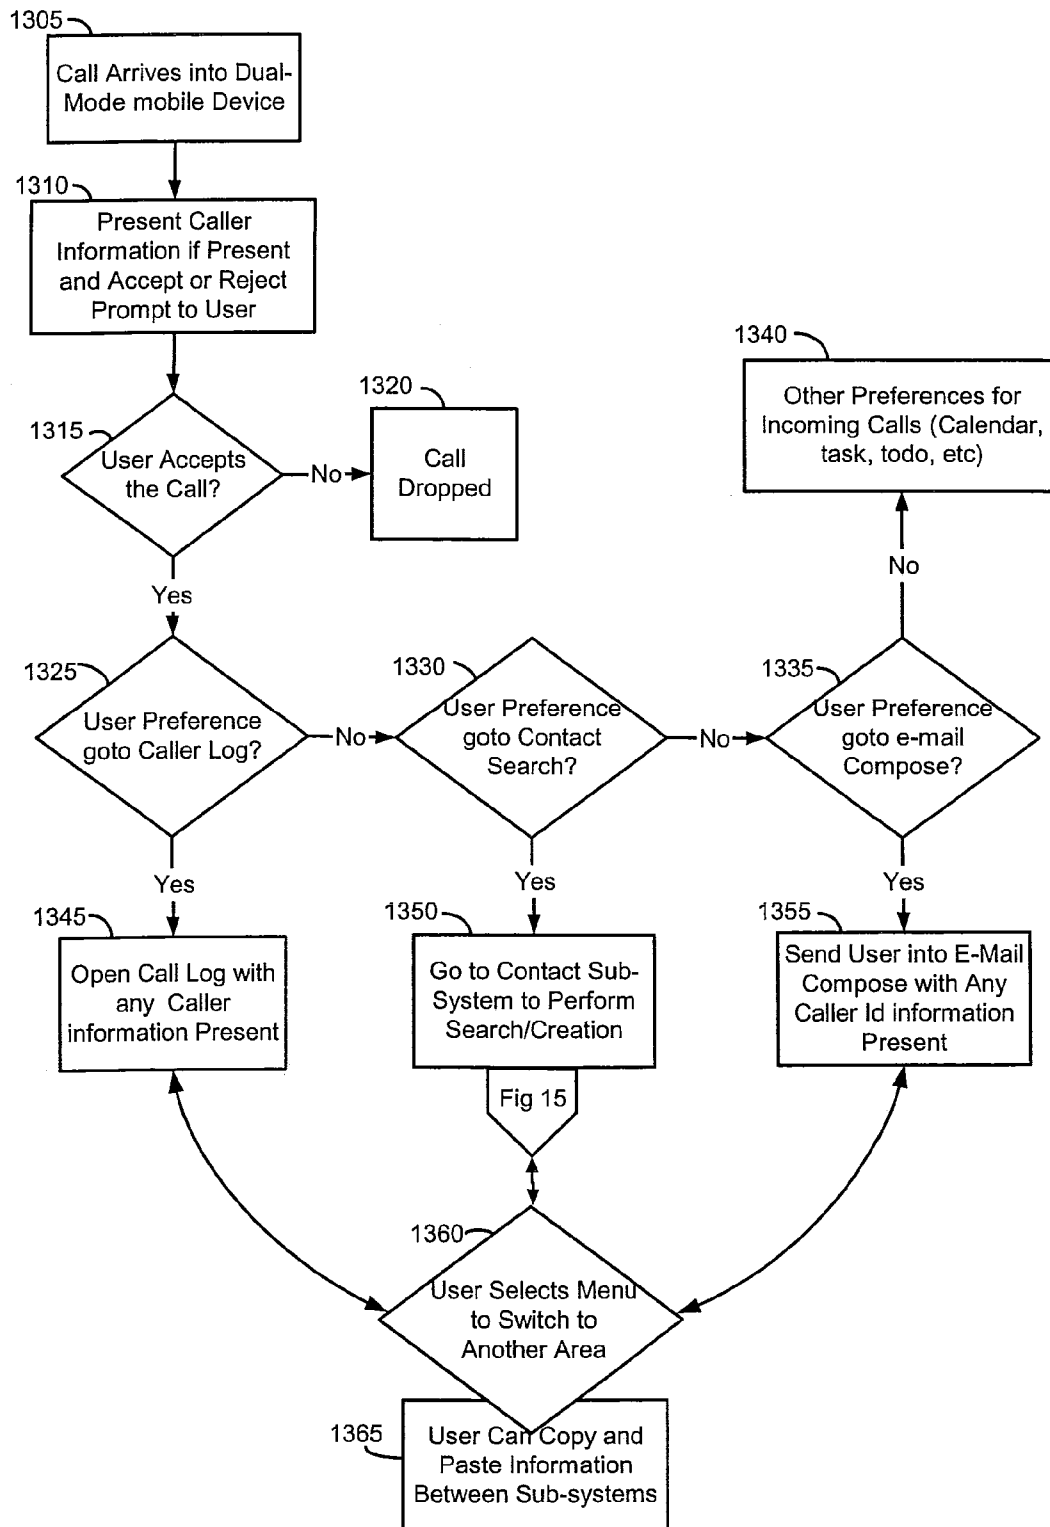 1305
Call Arrives into Dual-
Mode mobile Device
1310
Present Caller
Information if Present
and Accept or Reject
Prompt to User
1315
User Accepts
the Call?
No
1320
Call
Dropped
1340
Other Preferences for
Incoming Calls (Calendar,
task, todo, etc)
No
Yes
1325
User Preference
goto Caller Log?
No
1330
User Preference
goto Contact
Search?
No
1335
User Preference
goto e-mail
Compose?
Yes
Yes
Yes
1345
Open Call Log with
any Caller
information Present
1350
Go to Contact Sub-
System to Perform
Search/Creation
Fig 15
1355
Send User into E-Mail
Compose with Any
Caller Id information
Present
1360
User Selects Menu
to Switch to
Another Area
1365
User Can Copy and
Paste Information
Between Sub-systems